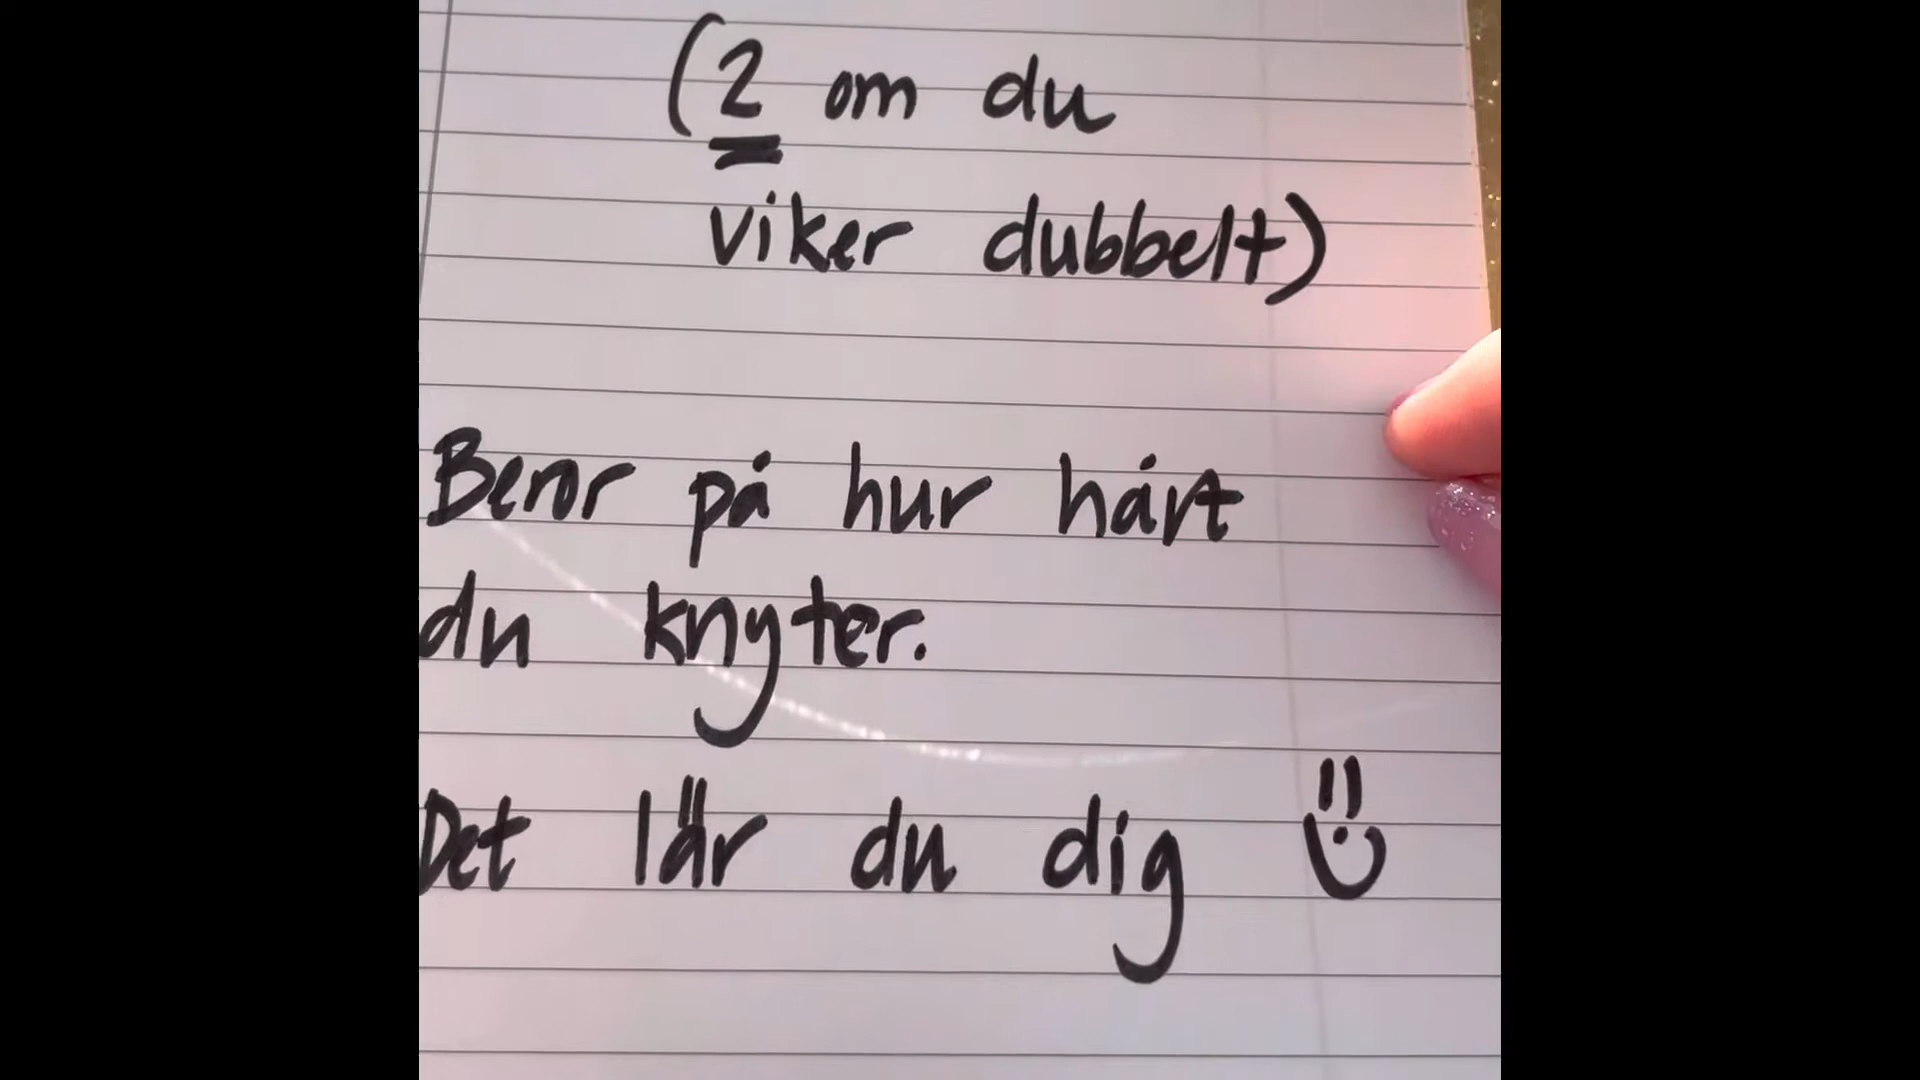 (2 om du
viker dubbelt)
Beror på hur hårt
du knyter.
Det lär du dig